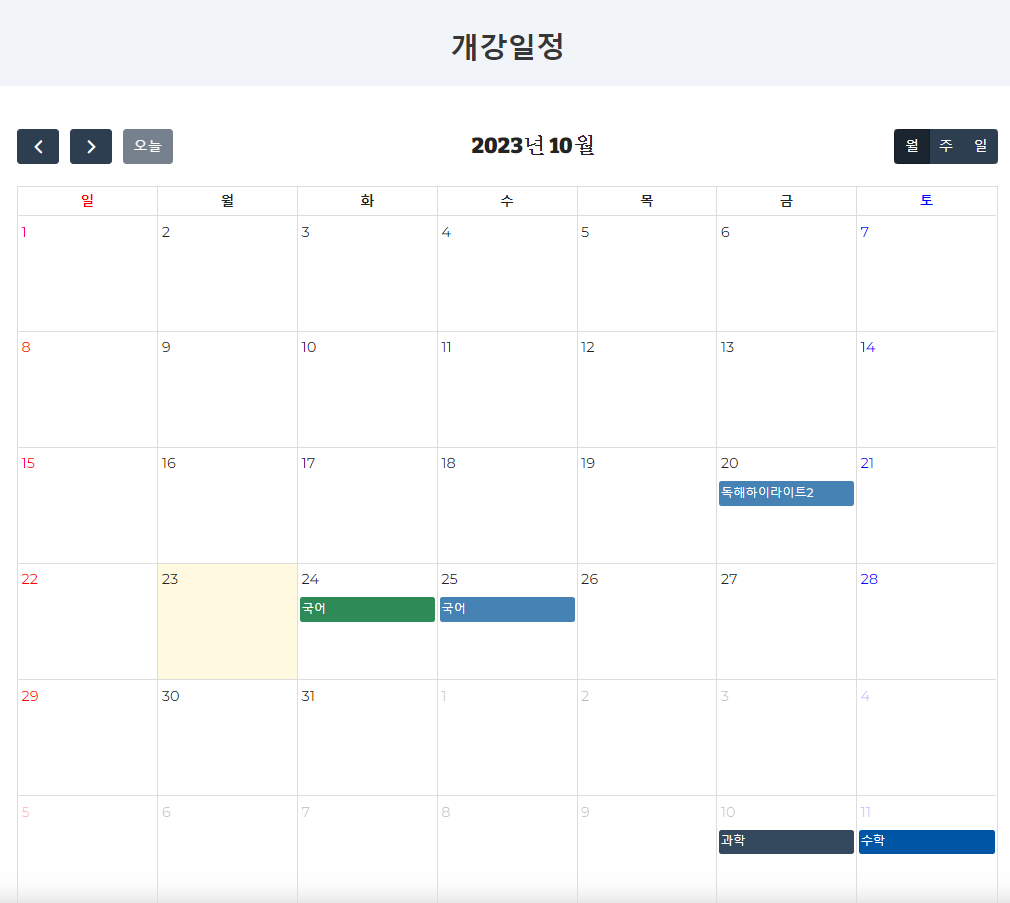 개강일정
오늘 2023년 10월 월 주 일
일 월 화 수 목 금 토
1 2 3 4 5 6 7
8 9 10 11 12 13 14
15 16 17 18 19 20 21
독해하이라이트2
22 23 24 25 26 27 28
국어 국어
29 30 31 1 2 3 4
5 6 7 8 9 10 11
과학 수학